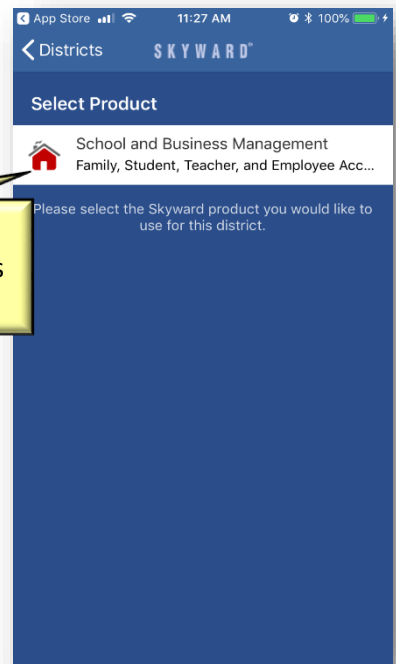 App Store 11:27 AM 100%
Districts SKYWARD®
Select Product
School and Business Management
Family, Student, Teacher, and Employee Acc...
Please select the Skyward product you would like to
use for this district.
s